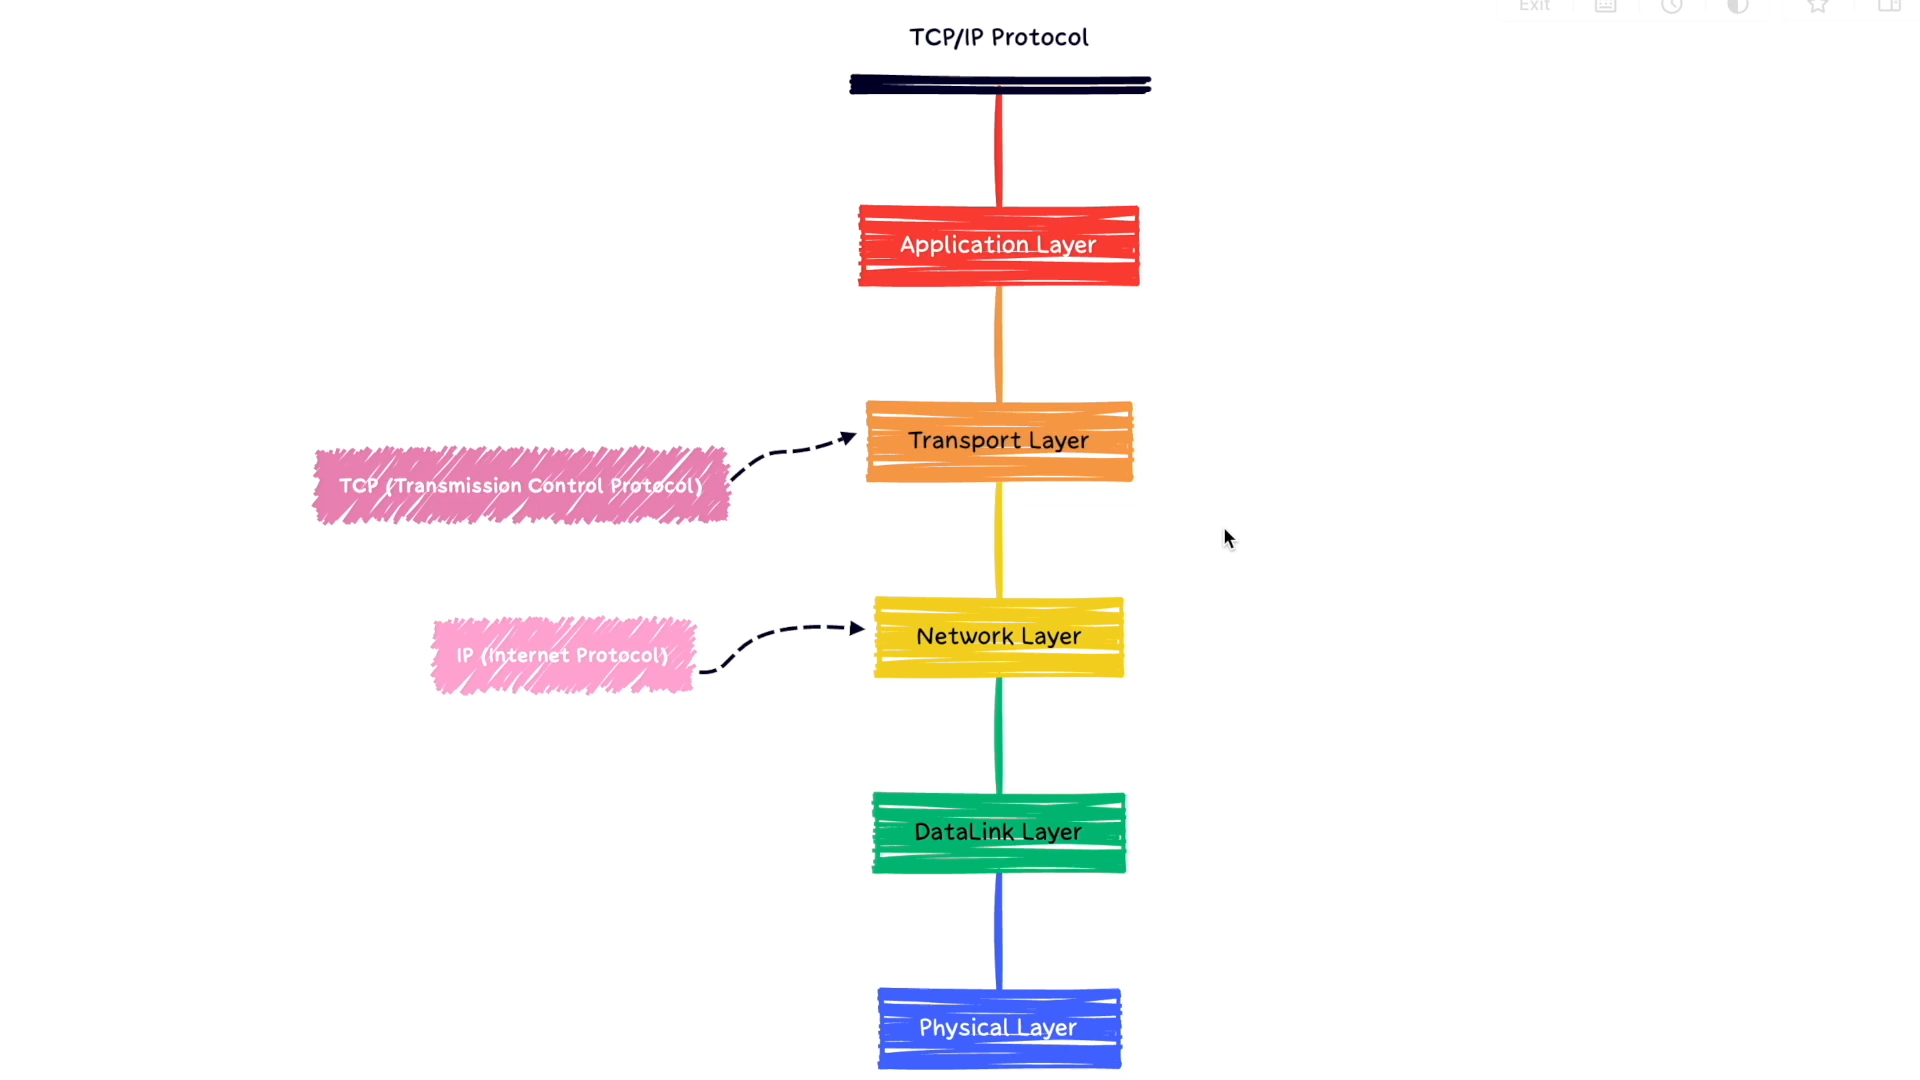 Exit
TCP/IP Protocol
Application Layer
Transport Layer
TCP (Transmission Control Protocol)
Network Layer
IP (Internet Protocol)
DataLink Layer
Physical Layer